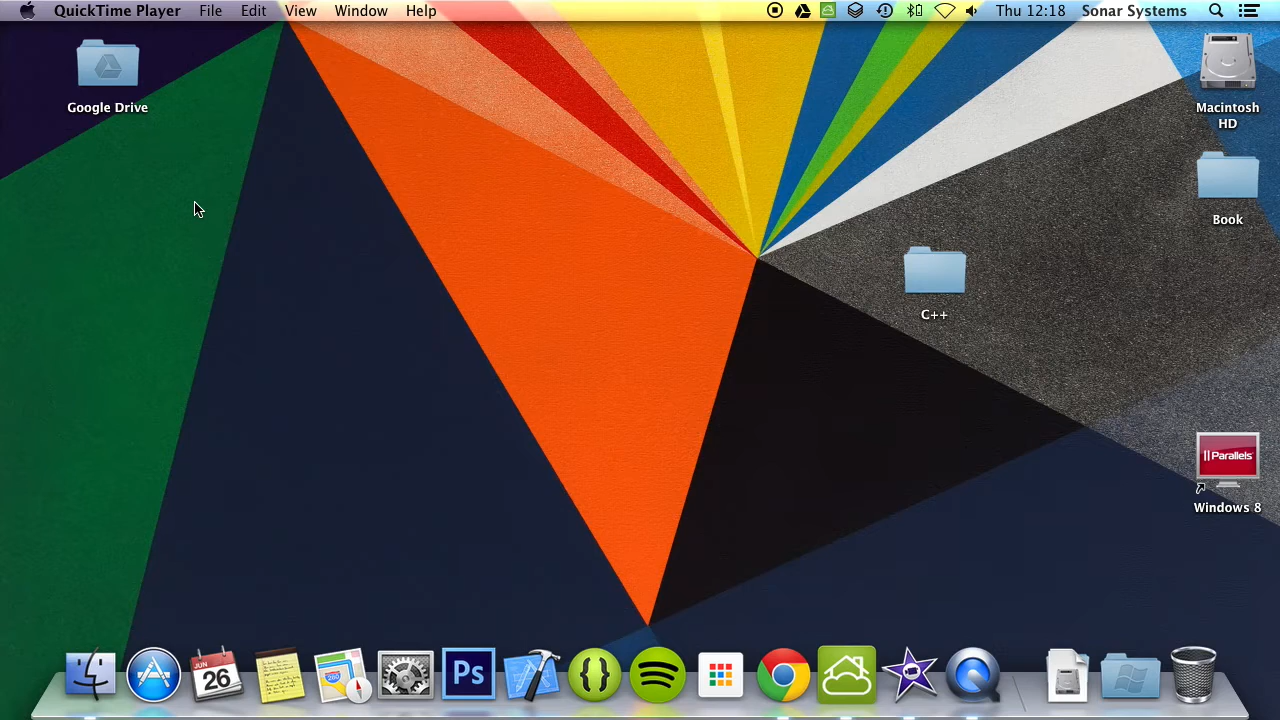 QuickTime Player File Edit View Window Help Thu 12:18 Sonar Systems
Google Drive
Macintosh
HD
Book
C++
Parallels
Windows 8
JUN
26
Ps
{}